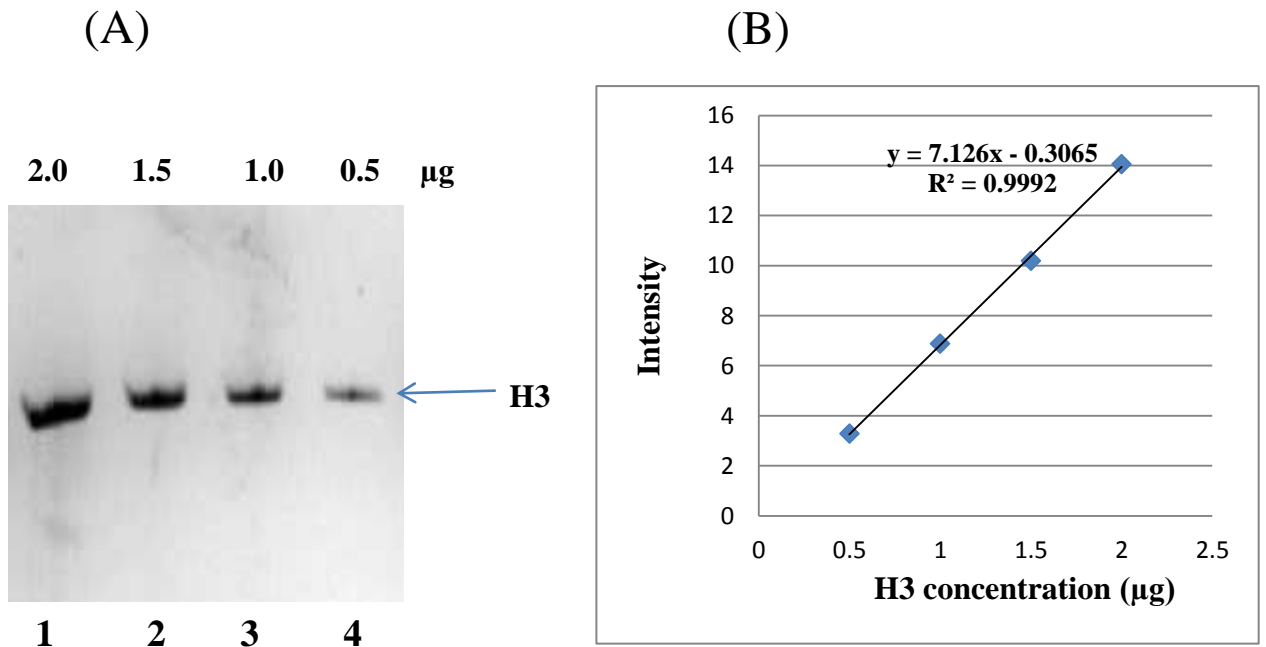 (A)
2.0 1.5 1.0 0.5 µg
H3
1 2 3 4
(B)
16
14
12
10
8
6
4
2
0
y = 7.126x - 0.3065
R² = 0.9992
Intensity
0 0.5 1 1.5 2 2.5
H3 concentration (µg)